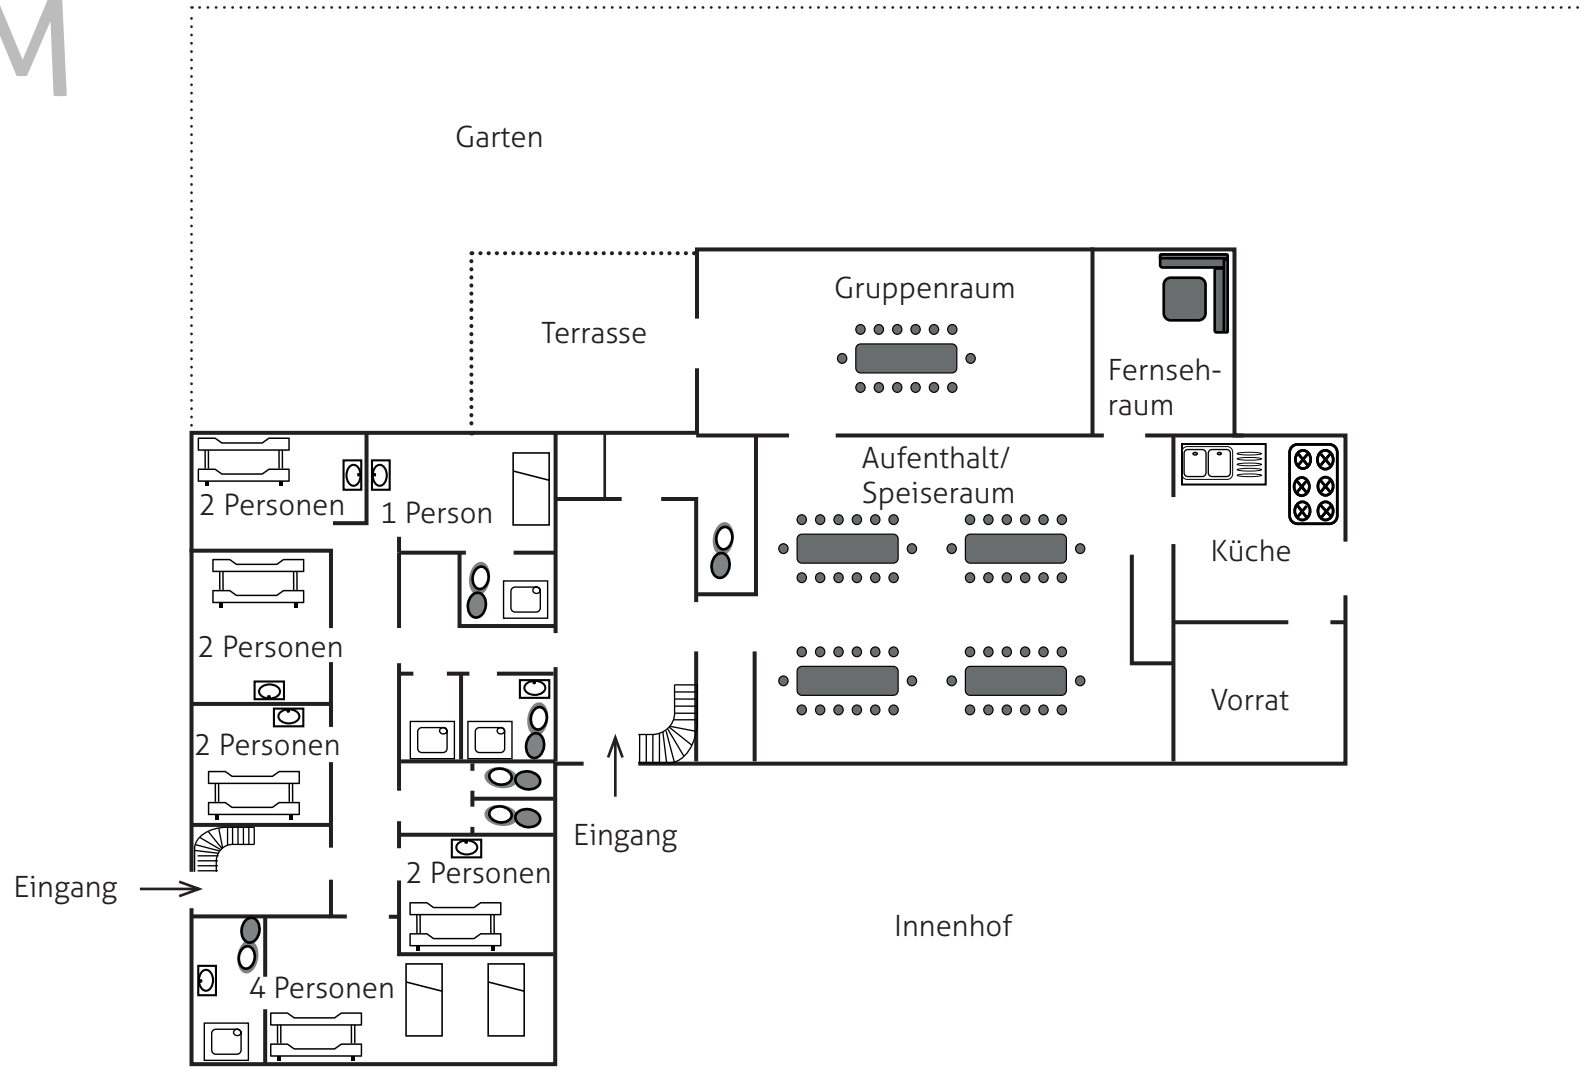 M
Garten
Gruppenraum
Terrasse
Fernseh-
raum
Aufenthalt/
Speiseraum
2 Personen
1 Person
Küche
2 Personen
Vorrat
2 Personen
Eingang
2 Personen
Eingang
Innenhof
4 Personen